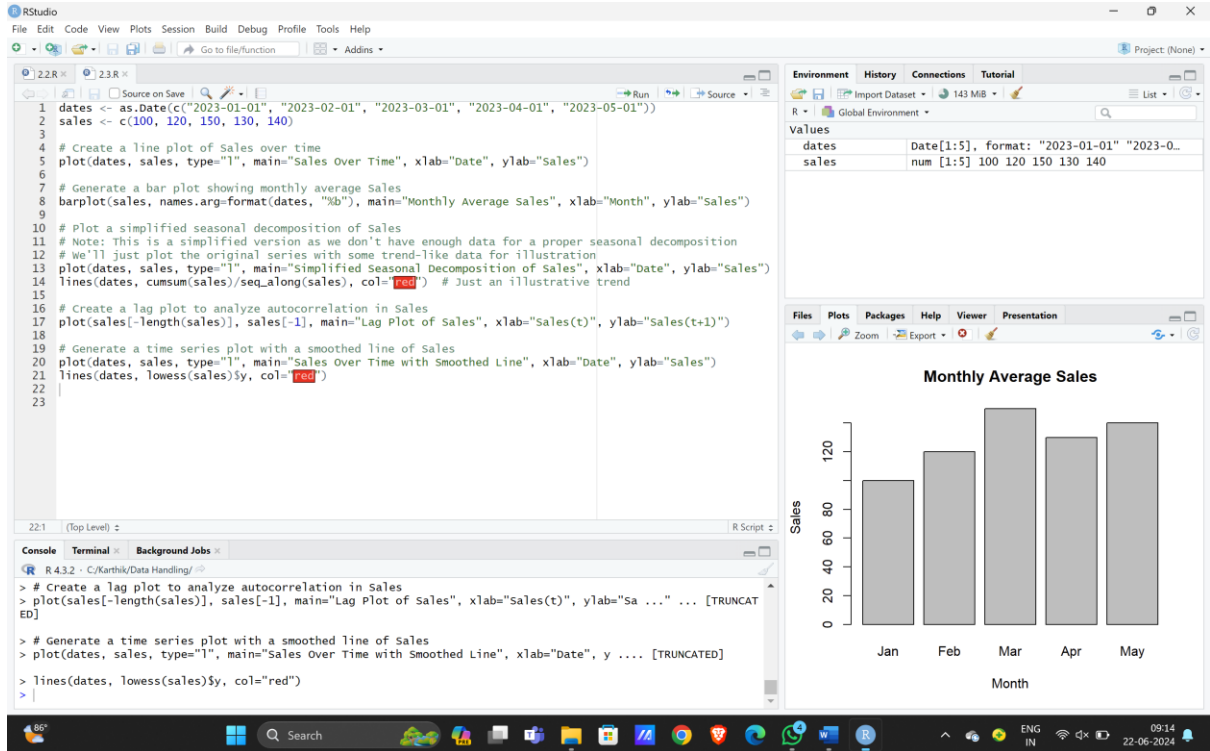 RStudio
File Edit Code View Plots Session Build Debug Profile Tools Help
Go to file/function Addins Project: (None)
2.2.R 2.3.R
Source on Save Run Source
1 dates <- as.Date(c("2023-01-01", "2023-02-01", "2023-03-01", "2023-04-01", "2023-05-01"))
2 sales <- c(100, 120, 150, 130, 140)
3
4 # Create a line plot of Sales over time
5 plot(dates, sales, type="l", main="Sales Over Time", xlab="Date", ylab="Sales")
6
7 # Generate a bar plot showing monthly average Sales
8 barplot(sales, names.arg=format(dates, "%b"), main="Monthly Average Sales", xlab="Month", ylab="Sales")
9
10 # Plot a simplified seasonal decomposition of Sales
11 # Note: This is a simplified version as we don't have enough data for a proper seasonal decomposition
12 # We'll just plot the original series with some trend-like data for illustration
13 plot(dates, sales, type="l", main="Simplified Seasonal Decomposition of Sales", xlab="Date", ylab="Sales")
14 lines(dates, cumsum(sales)/seq_along(sales), col="red") # Just an illustrative trend
15
16 # Create a lag plot to analyze autocorrelation in Sales
17 plot(sales[-length(sales)], sales[-1], main="Lag Plot of Sales", xlab="Sales(t)", ylab="Sales(t+1)")
18
19 # Generate a time series plot with a smoothed line of Sales
20 plot(dates, sales, type="l", main="Sales Over Time with Smoothed Line", xlab="Date", ylab="Sales")
21 lines(dates, lowess(sales)$y, col="red")
22
23
22:1 (Top Level) R Script
Console Terminal Background Jobs
R 4.3.2 · C:/Karthik/Data Handling/
> # Create a lag plot to analyze autocorrelation in Sales
> plot(sales[-length(sales)], sales[-1], main="Lag Plot of Sales", xlab="Sales(t)", ylab="Sa ..." ... [TRUNCAT
ED]
> # Generate a time series plot with a smoothed line of Sales
> plot(dates, sales, type="l", main="Sales Over Time with Smoothed Line", xlab="Date", y .... [TRUNCATED]
> lines(dates, lowess(sales)$y, col="red")
>
Environment History Connections Tutorial
Import Dataset 143 MiB List
R Global Environment
Values
dates Date[1:5], format: "2023-01-01" "2023-0…
sales num [1:5] 100 120 150 130 140
Files Plots Packages Help Viewer Presentation
Zoom Export
Monthly Average Sales
120
80
60
40
20
0
Sales
Jan Feb Mar Apr May
Month
86°
Search
PRE
4
ENG
IN
09:14
22-06-2024